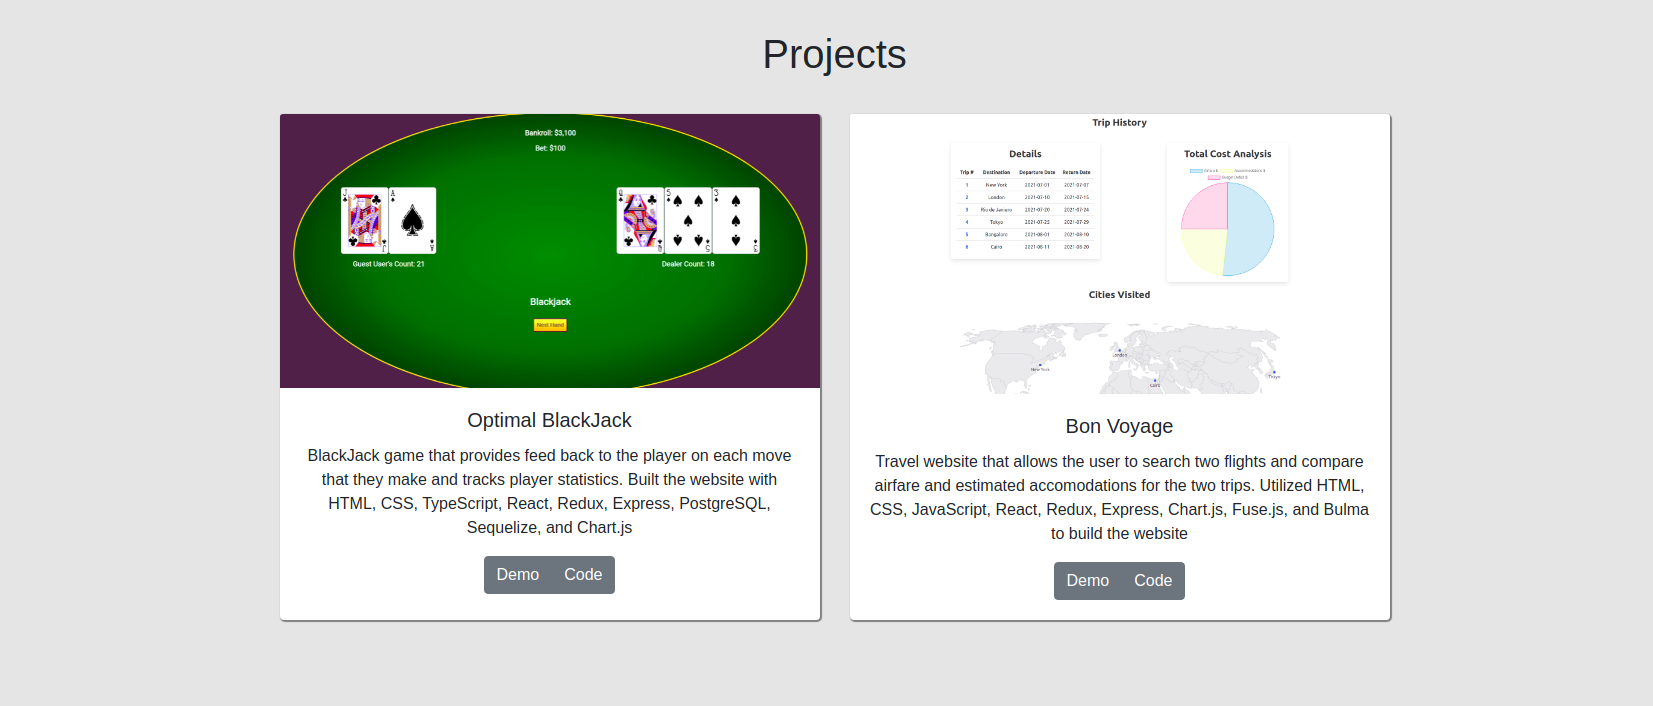 Projects
Bankroll: $3,100
Bet: $100
J
A
Q
5
3
Guest User's Count: 21
Dealer Count: 18
Blackjack
Next Hand
Optimal BlackJack
BlackJack game that provides feed back to the player on each move
that they make and tracks player statistics. Built the website with
HTML, CSS, TypeScript, React, Redux, Express, PostgreSQL,
Sequelize, and Chart.js
Demo Code
Trip History
Details
Trip # Destination Departure Date Return Date
1 New York 2021-07-01 2021-07-07
2 London 2021-07-10 2021-07-15
3 Rio de Janiero 2021-07-20 2021-07-24
4 Tokyo 2021-07-25 2021-07-29
5 Bangalore 2021-08-01 2021-08-10
6 Cairo 2021-08-11 2021-08-20
Total Cost Analysis
Cities Visited
London
New York
Tokyo
Cairo
Bon Voyage
Travel website that allows the user to search two flights and compare
airfare and estimated accomodations for the two trips. Utilized HTML,
CSS, JavaScript, React, Redux, Express, Chart.js, Fuse.js, and Bulma
to build the website
Demo Code